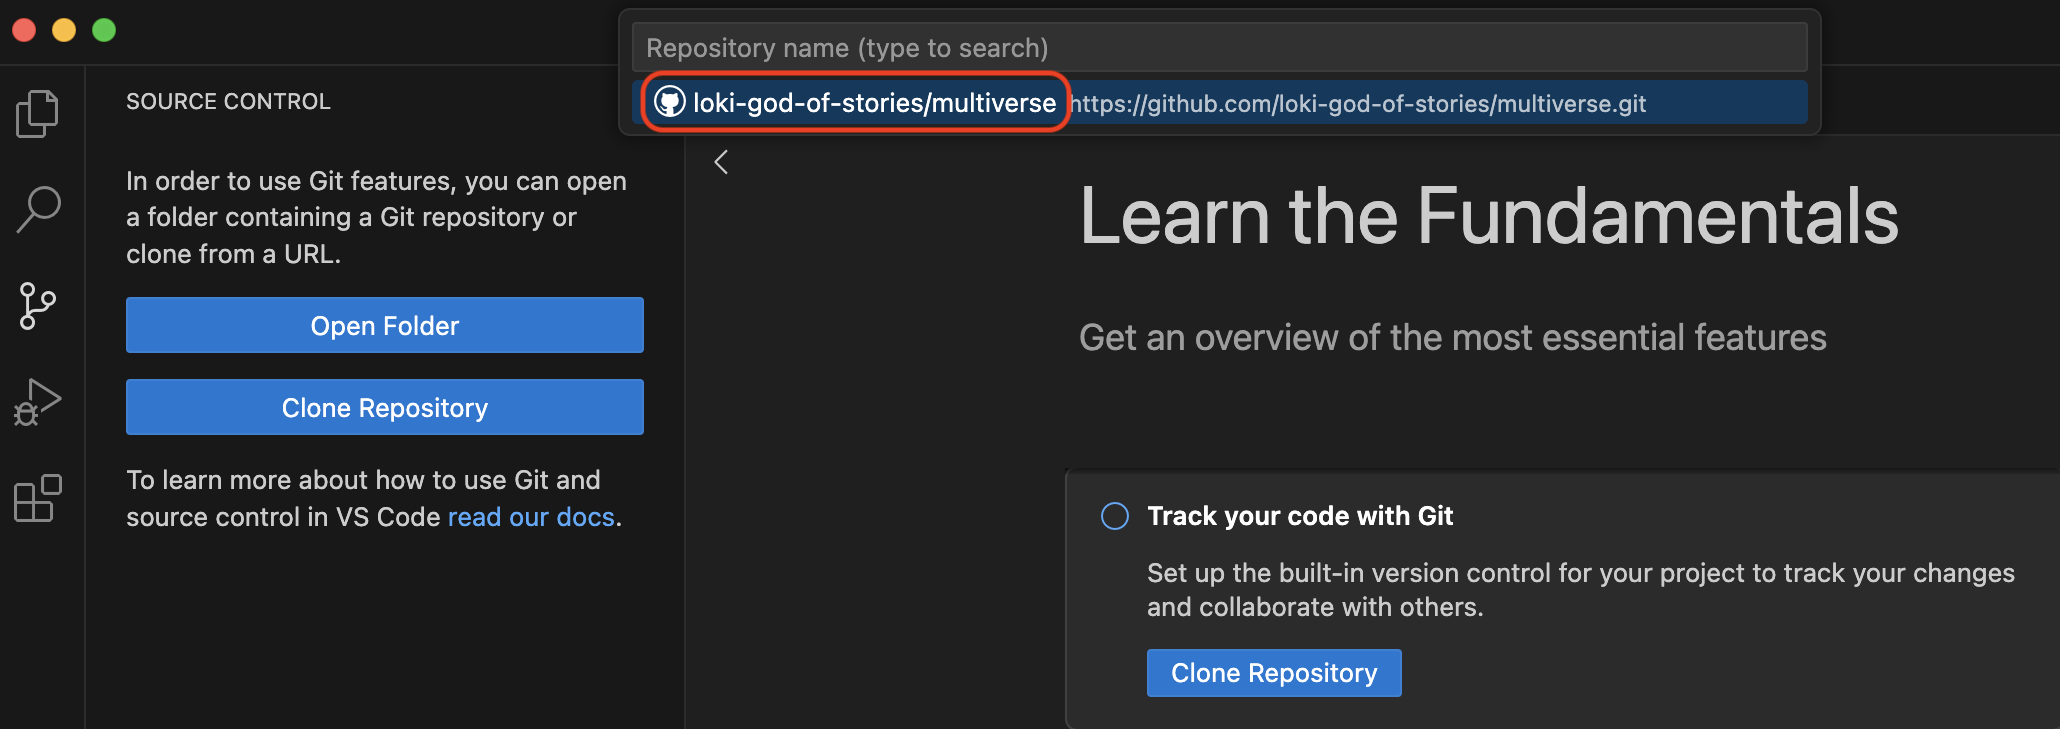 Repository name (type to search)
loki-god-of-stories/multiverse https://github.com/loki-god-of-stories/multiverse.git
SOURCE CONTROL
In order to use Git features, you can open
a folder containing a Git repository or
clone from a URL.
Open Folder
Clone Repository
To learn more about how to use Git and
source control in VS Code read our docs.
Learn the Fundamentals
Get an overview of the most essential features
Track your code with Git
Set up the built-in version control for your project to track your changes
and collaborate with others.
Clone Repository